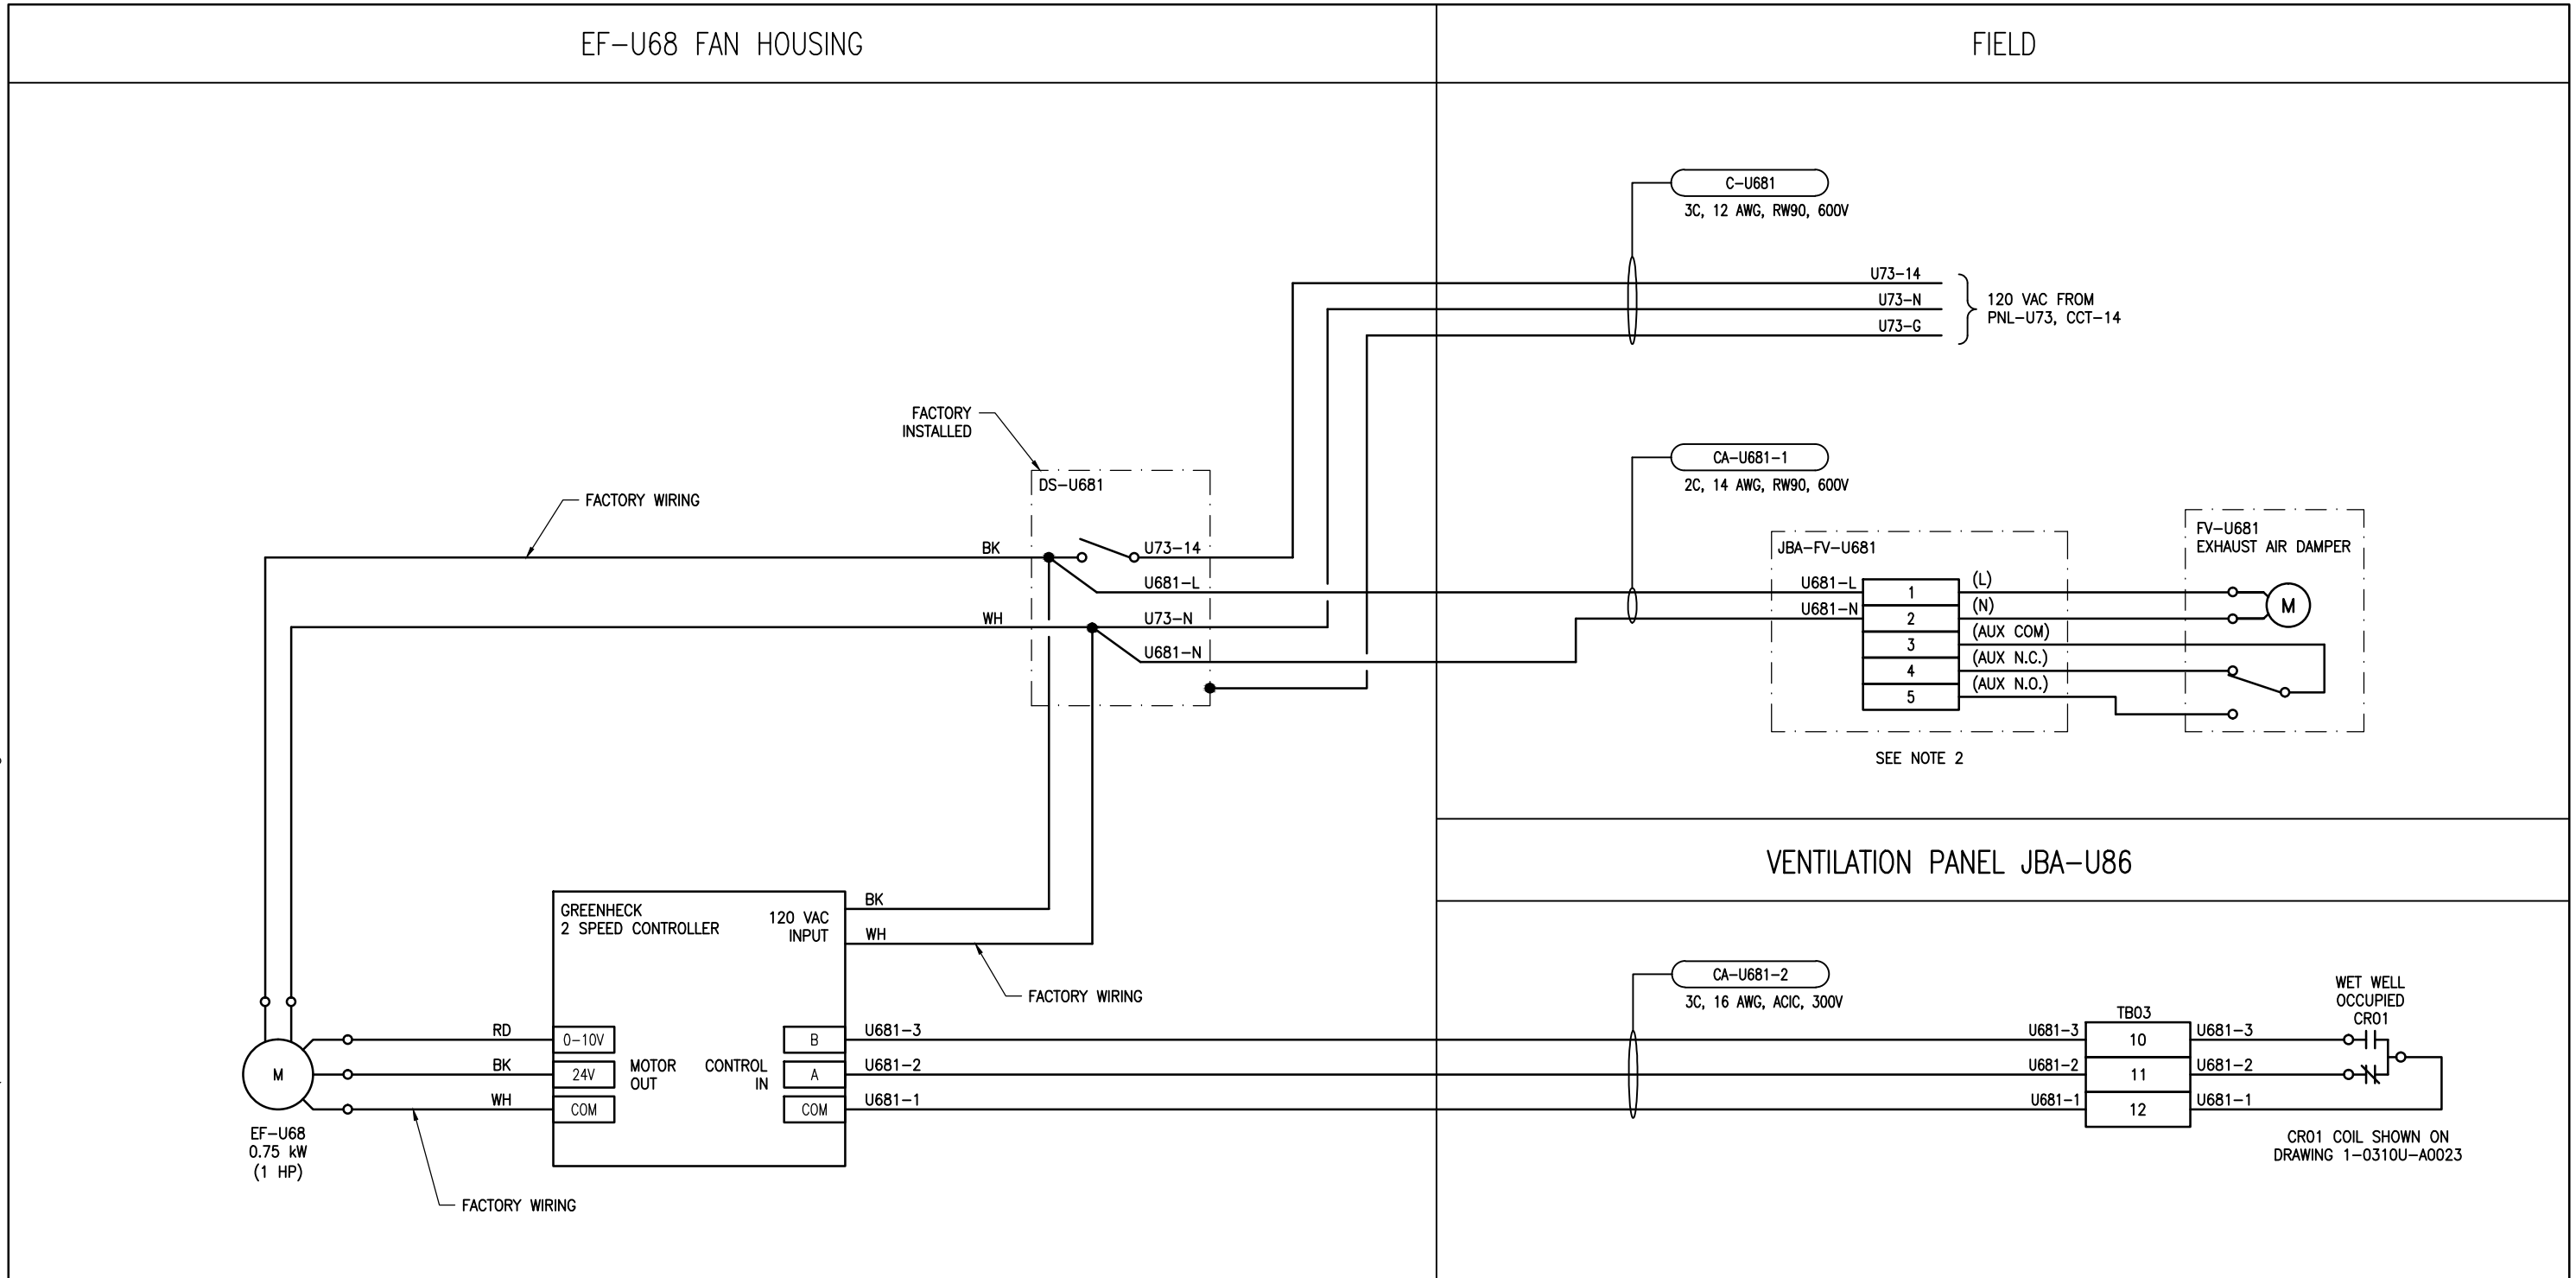 EF-U68 FAN HOUSING
FIELD
C-U681
3C, 12 AWG, RW90, 600V
U73-14
U73-N
U73-G
120 VAC FROM
PNL-U73, CCT-14
FACTORY
INSTALLED
DS-U681
FACTORY WIRING
BK
U73-14
U681-L
WH
U73-N
U681-N
CA-U681-1
2C, 14 AWG, RW90, 600V
JBA-FV-U681
U681-L
U681-N
1
2
3
4
5
(L)
(N)
(AUX COM)
(AUX N.C.)
(AUX N.O.)
SEE NOTE 2
FV-U681
EXHAUST AIR DAMPER
M
VENTILATION PANEL JBA-U86
GREENHECK
2 SPEED CONTROLLER
120 VAC
INPUT
BK
WH
FACTORY WIRING
RD
BK
WH
0-10V
24V
COM
MOTOR
OUT
CONTROL
IN
B
A
COM
U681-3
U681-2
U681-1
M
EF-U68
0.75 kW
(1 HP)
FACTORY WIRING
CA-U681-2
3C, 16 AWG, ACIC, 300V
TB03
U681-3
10
U681-3
U681-2
11
U681-2
U681-1
12
U681-1
WET WELL
OCCUPIED
CR01
CR01 COIL SHOWN ON
DRAWING 1-0310U-A0023